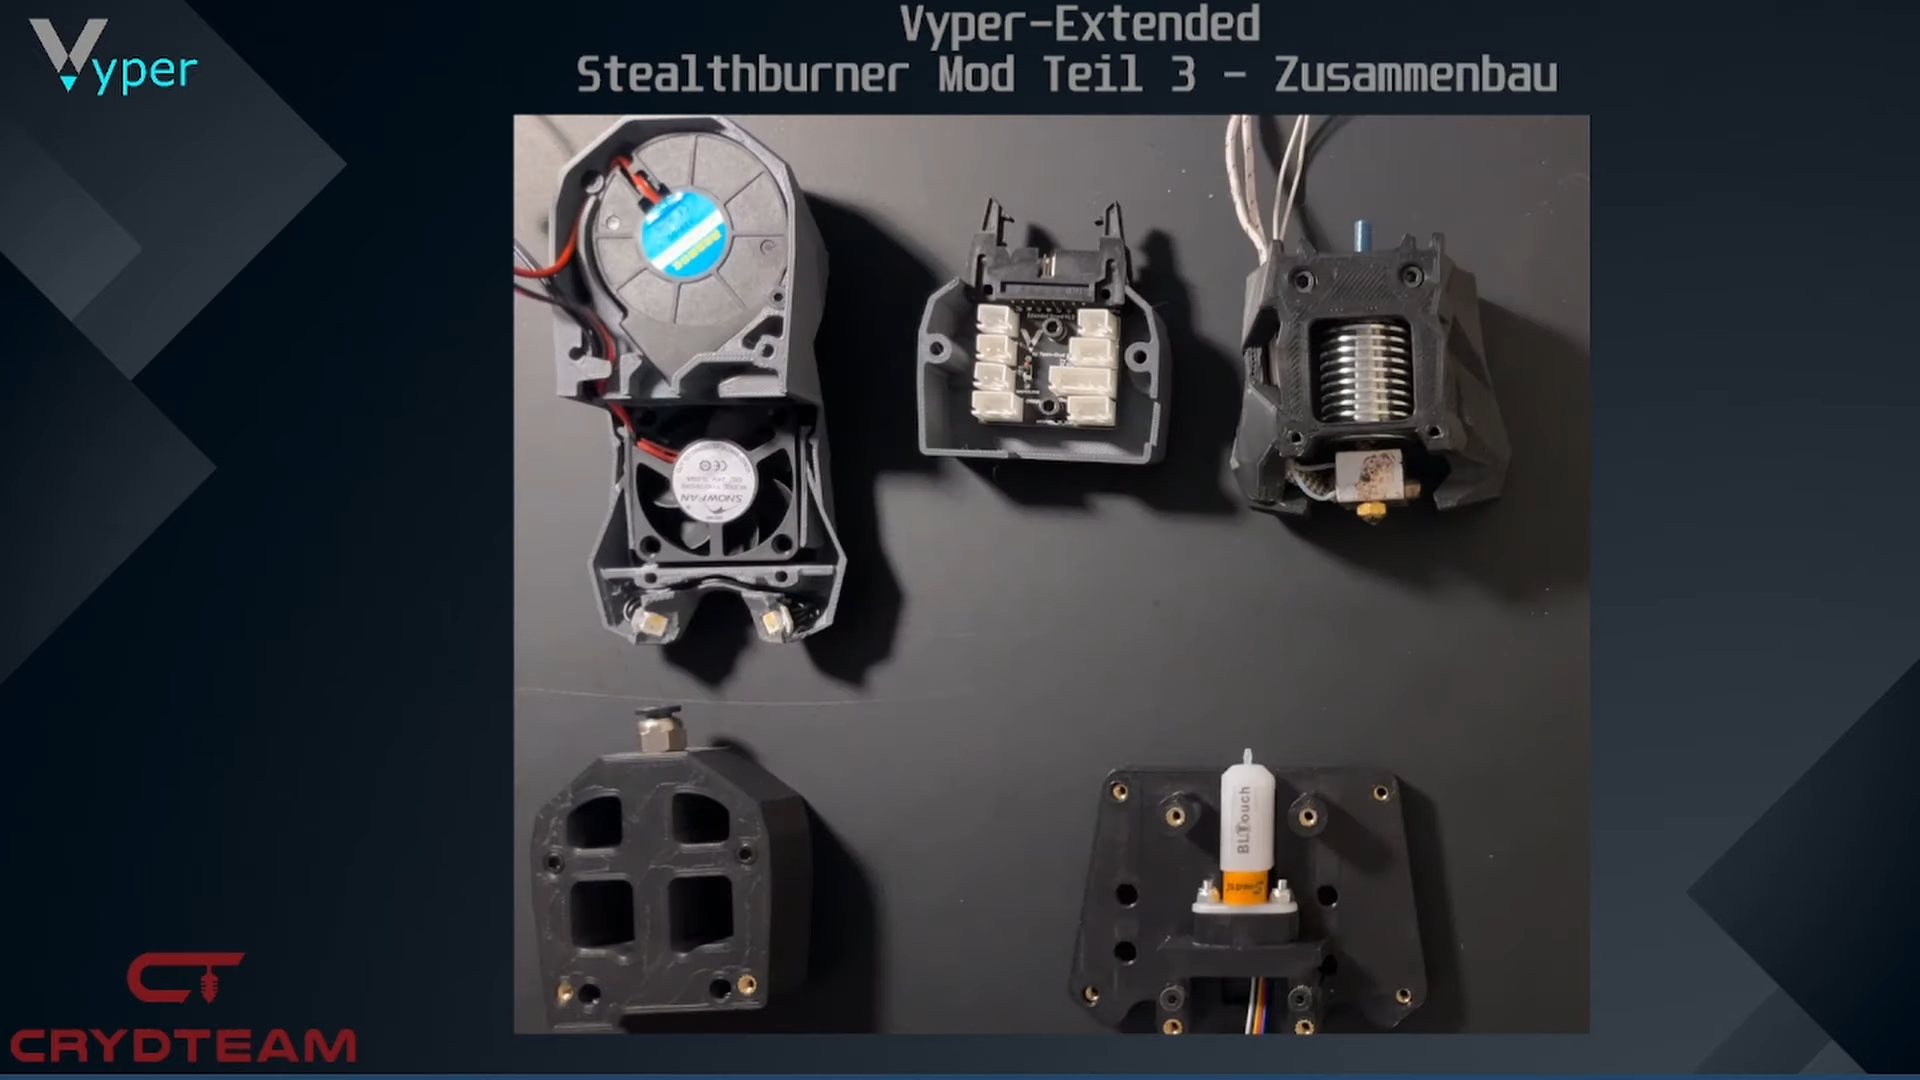 Vyper
Vyper-Extended
Stealthburner Mod Teil 3 - Zusammenbau
SNOWFAN
BLTouch
CT
CRYDTEAM